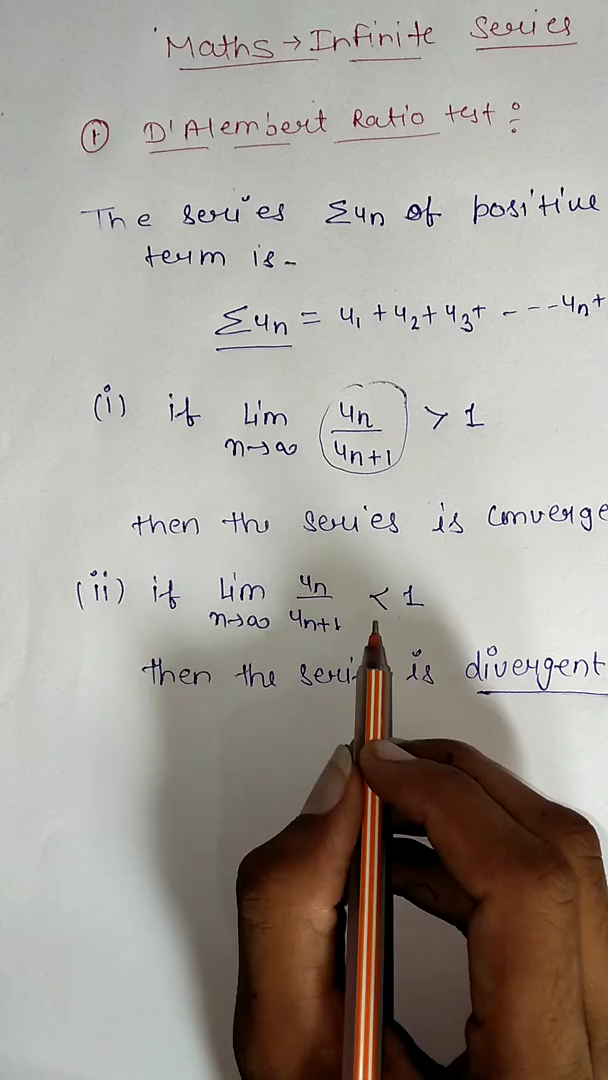 Maths → Infinite Series
① D'Alembert Ratio test :
The series Σun of positive
term is -
Σun = u1 + u2 + u3 + - - - un +
(i) if Lim n→∞ un/un+1 > 1
then the series is converge
(ii) if Lim n→∞ un/un+1 < 1
then the seri is divergent